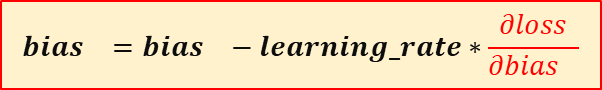 bias = bias − learning_rate * ∂loss/∂bias